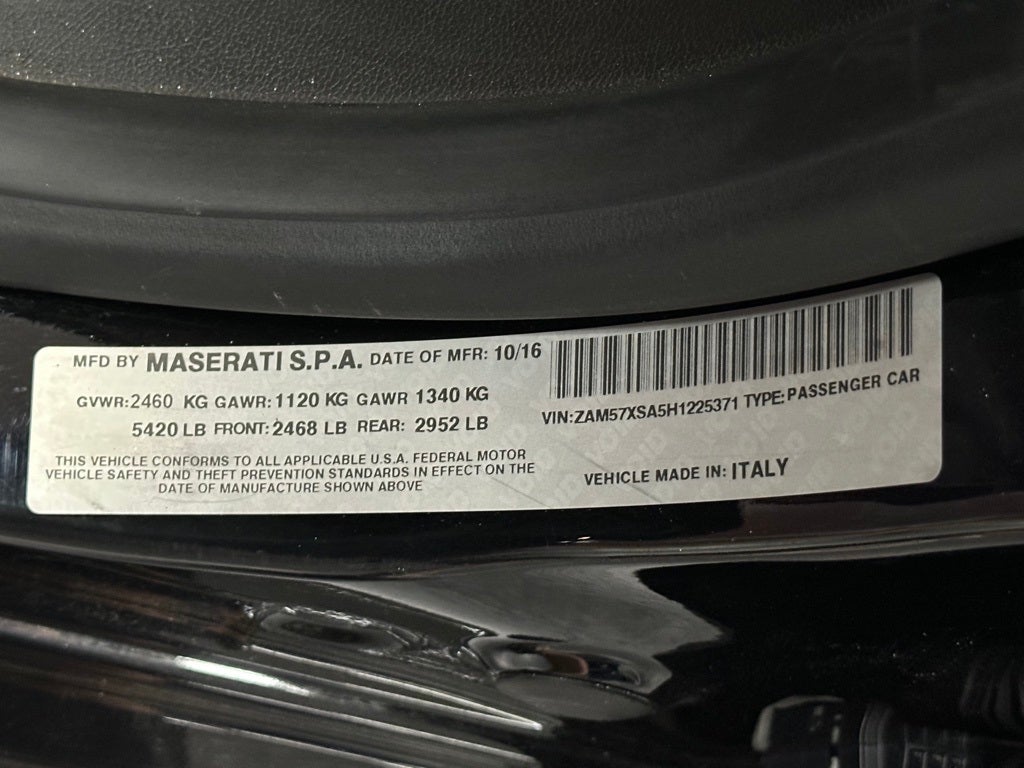 MFD BY MASERATI S.P.A. DATE OF MFR: 10/16
GVWR: 2460 KG GAWR: 1120 KG GAWR 1340 KG
5420 LB FRONT: 2468 LB REAR: 2952 LB
THIS VEHICLE CONFORMS TO ALL APPLICABLE U.S.A. FEDERAL MOTOR
VEHICLE SAFETY AND THEFT PREVENTION STANDARDS IN EFFECT ON THE
DATE OF MANUFACTURE SHOWN ABOVE
VIN:ZAM57XSA5H1225371 TYPE: PASSENGER CAR
VEHICLE MADE IN: ITALY